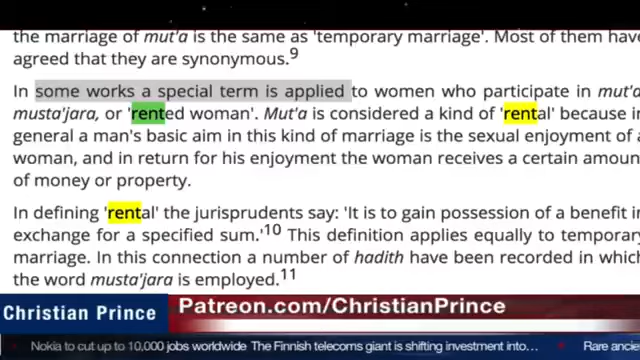 the marriage of mut'a is the same as 'temporary marriage'. Most of them have
agreed that they are synonymous.9
In some works a special term is applied to women who participate in mut'a
musta'jara, or 'rented woman'. Mut'a is considered a kind of 'rental' because in
general a man's basic aim in this kind of marriage is the sexual enjoyment of a
woman, and in return for his enjoyment the woman receives a certain amoun
of money or property.
In defining 'rental' the jurisprudents say: 'It is to gain possession of a benefit in
exchange for a specified sum.'10 This definition applies equally to temporary
marriage. In this connection a number of hadith have been recorded in which
the word musta'jara is employed.11
Christian Prince
Patreon.com/ChristianPrince
Nokia to cut up to 10,000 jobs worldwide The Finnish telecoms giant is shifting investment into... Rare ancie